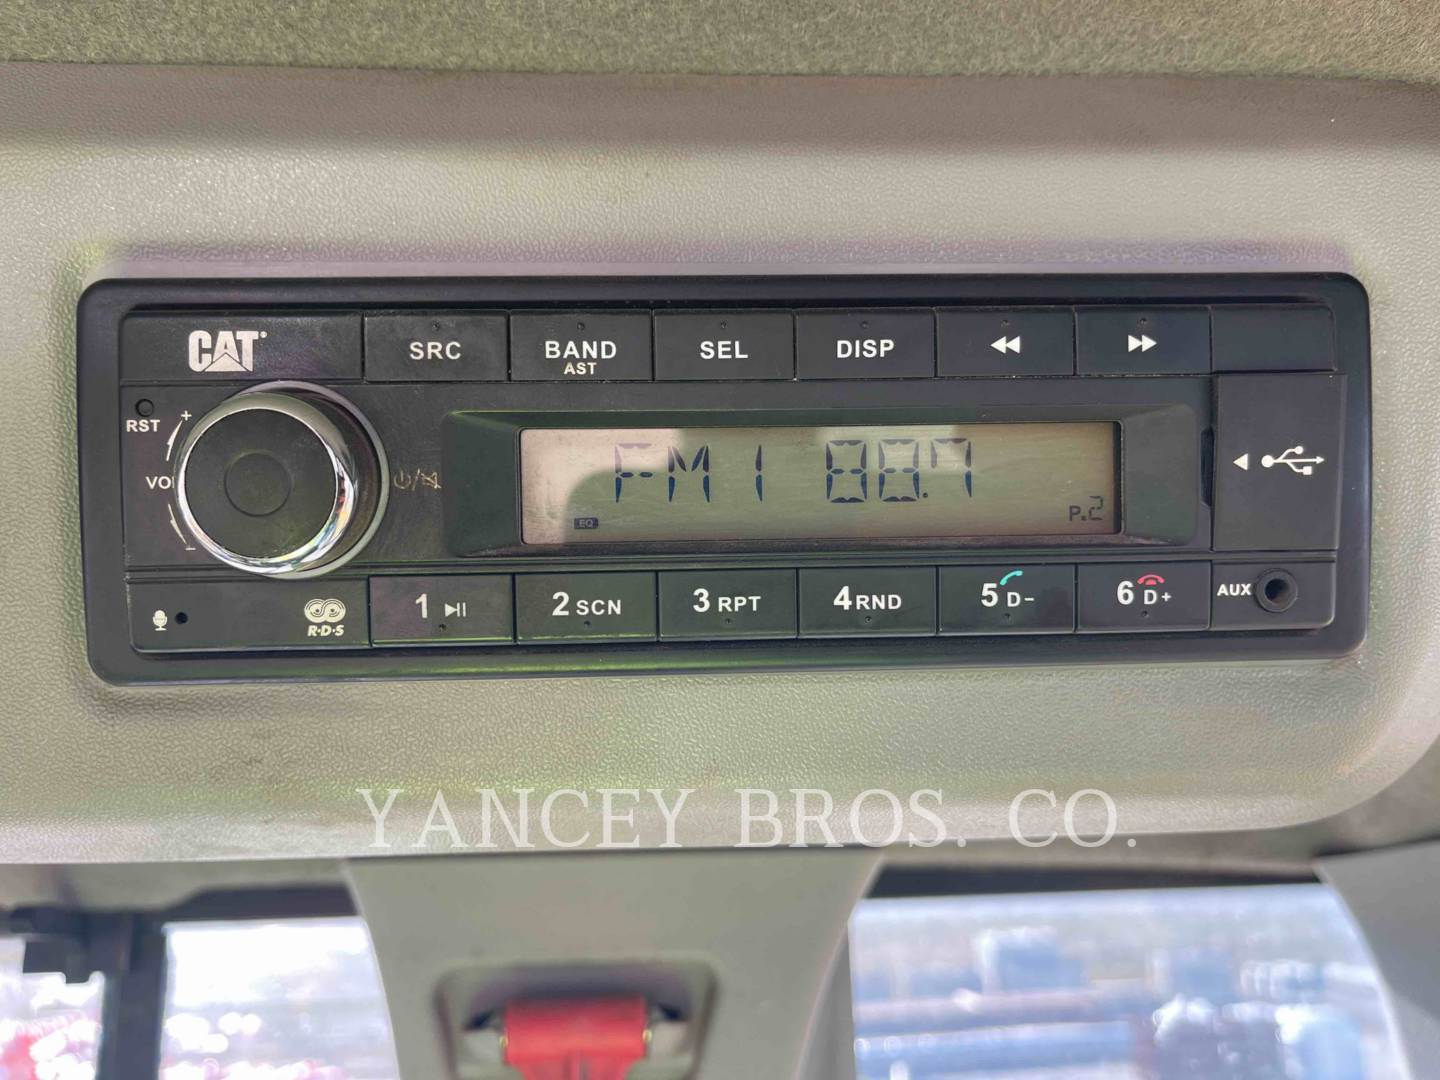 CAT
SRC
BAND
AST
SEL
DISP
RST
+
VOL
−
FM1 88.7
EQ
P.2
R·D·S
1
2 SCN
3 RPT
4 RND
5 D-
6 D+
AUX
YANCEY BROS. CO.